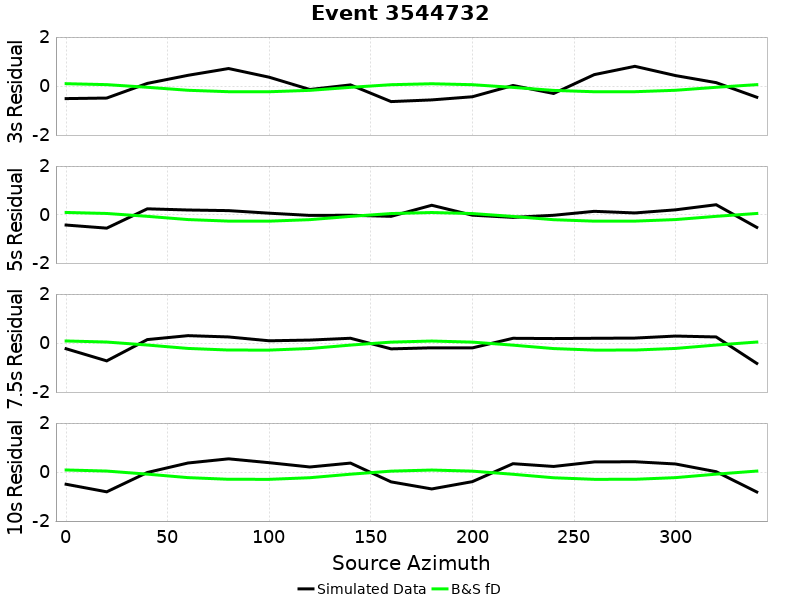 Event 3544732
3s Residual
2
0
-2
5s Residual
2
0
-2
7.5s Residual
2
0
-2
10s Residual
2
0
-2
0 50 100 150 200 250 300
Source Azimuth
Simulated Data B&S fD